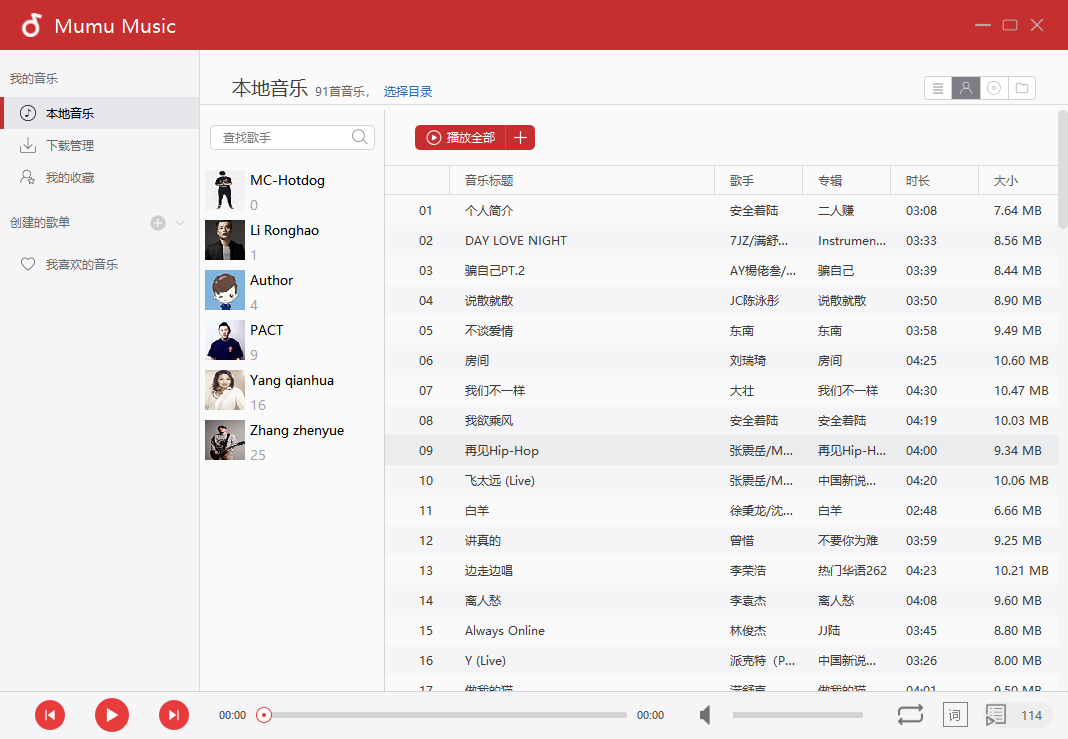 Mumu Music
我的音乐
本地音乐
下载管理
我的收藏
创建的歌单
我喜欢的音乐
本地音乐 91首音乐, 选择目录
查找歌手
MC-Hotdog
0
Li Ronghao
1
Author
4
PACT
9
Yang qianhua
16
Zhang zhenyue
25
播放全部
音乐标题 歌手 专辑 时长 大小
01 个人简介 安全着陆 二人赚 03:08 7.64 MB
02 DAY LOVE NIGHT 7JZ/满舒... Instrumen... 03:33 8.56 MB
03 骗自己PT.2 AY楊佬叁/... 骗自己 03:39 8.44 MB
04 说散就散 JC陈泳彤 说散就散 03:50 8.90 MB
05 不谈爱情 东南 东南 03:58 9.49 MB
06 房间 刘瑞琦 房间 04:25 10.60 MB
07 我们不一样 大壮 我们不一样 04:30 10.47 MB
08 我欲乘风 安全着陆 安全着陆 04:19 10.03 MB
09 再见Hip-Hop 张震岳/M... 再见Hip-H... 04:00 9.34 MB
10 飞太远 (Live) 张震岳/M... 中国新说... 04:20 10.06 MB
11 白羊 徐秉龙/沈... 白羊 02:48 6.66 MB
12 讲真的 曾惜 不要你为难 03:59 9.25 MB
13 边走边唱 李荣浩 热门华语262 04:23 10.21 MB
14 离人愁 李袁杰 离人愁 04:08 9.60 MB
15 Always Online 林俊杰 JJ陆 03:45 8.80 MB
16 Y (Live) 派克特（P... 中国新说... 03:26 8.00 MB
17 做我的猫 满舒克 做我的猫 04:01 9.50 MB
00:00 00:00 词 114